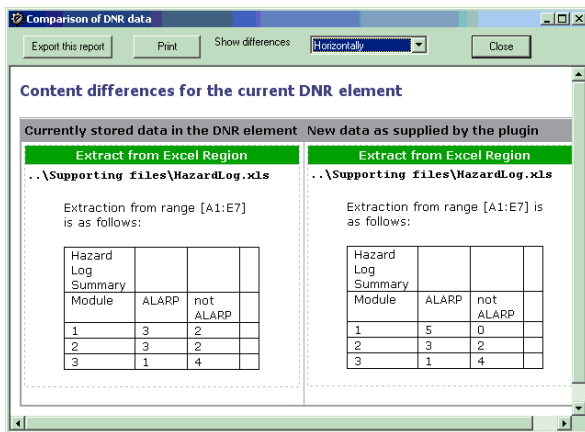 Comparison of DNR data
Export this report
Print
Show differences
Horizontally
Close
Content differences for the current DNR element
Currently stored data in the DNR element
New data as supplied by the plugin
Extract from Excel Region
..\Supporting files\HazardLog.xls
Extraction from range [A1:E7]
is as follows:
Hazard
Log
Summary
Module ALARP not
ALARP
1 3 2
2 3 2
3 1 4
Extract from Excel Region
..\Supporting files\HazardLog.xls
Extraction from range [A1:E7] is
as follows:
Hazard
Log
Summary
Module ALARP not
ALARP
1 5 0
2 3 2
3 1 4